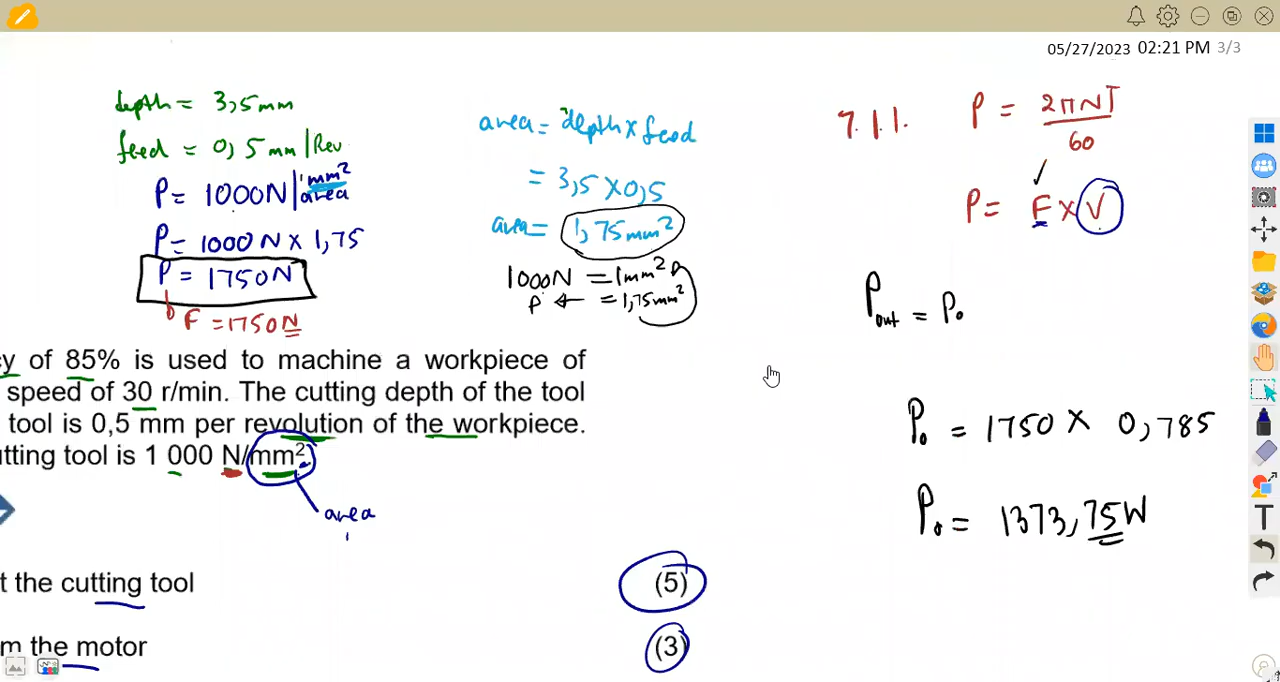 05/27/2023 02:21 PM 3/3
depth = 3,5mm
feed = 0,5 mm | Rev
P = 1000N | mm²
area
P = 1000 N × 1,75
P = 1750N
F = 1750N
area = depth × feed
= 3,5 × 0,5
area = 1,75mm²
1000N = 1mm²
P ← = 1,75mm²
7.1.1. P = 2πNT
60
P = F × V
Pout = Po
Po = 1750 × 0,785
Po = 1373,75W
cy of 85% is used to machine a workpiece of
speed of 30 r/min. The cutting depth of the tool
tool is 0,5 mm per revolution of the workpiece.
utting tool is 1 000 N/mm²
area
t the cutting tool (5)
m the motor (3)
T